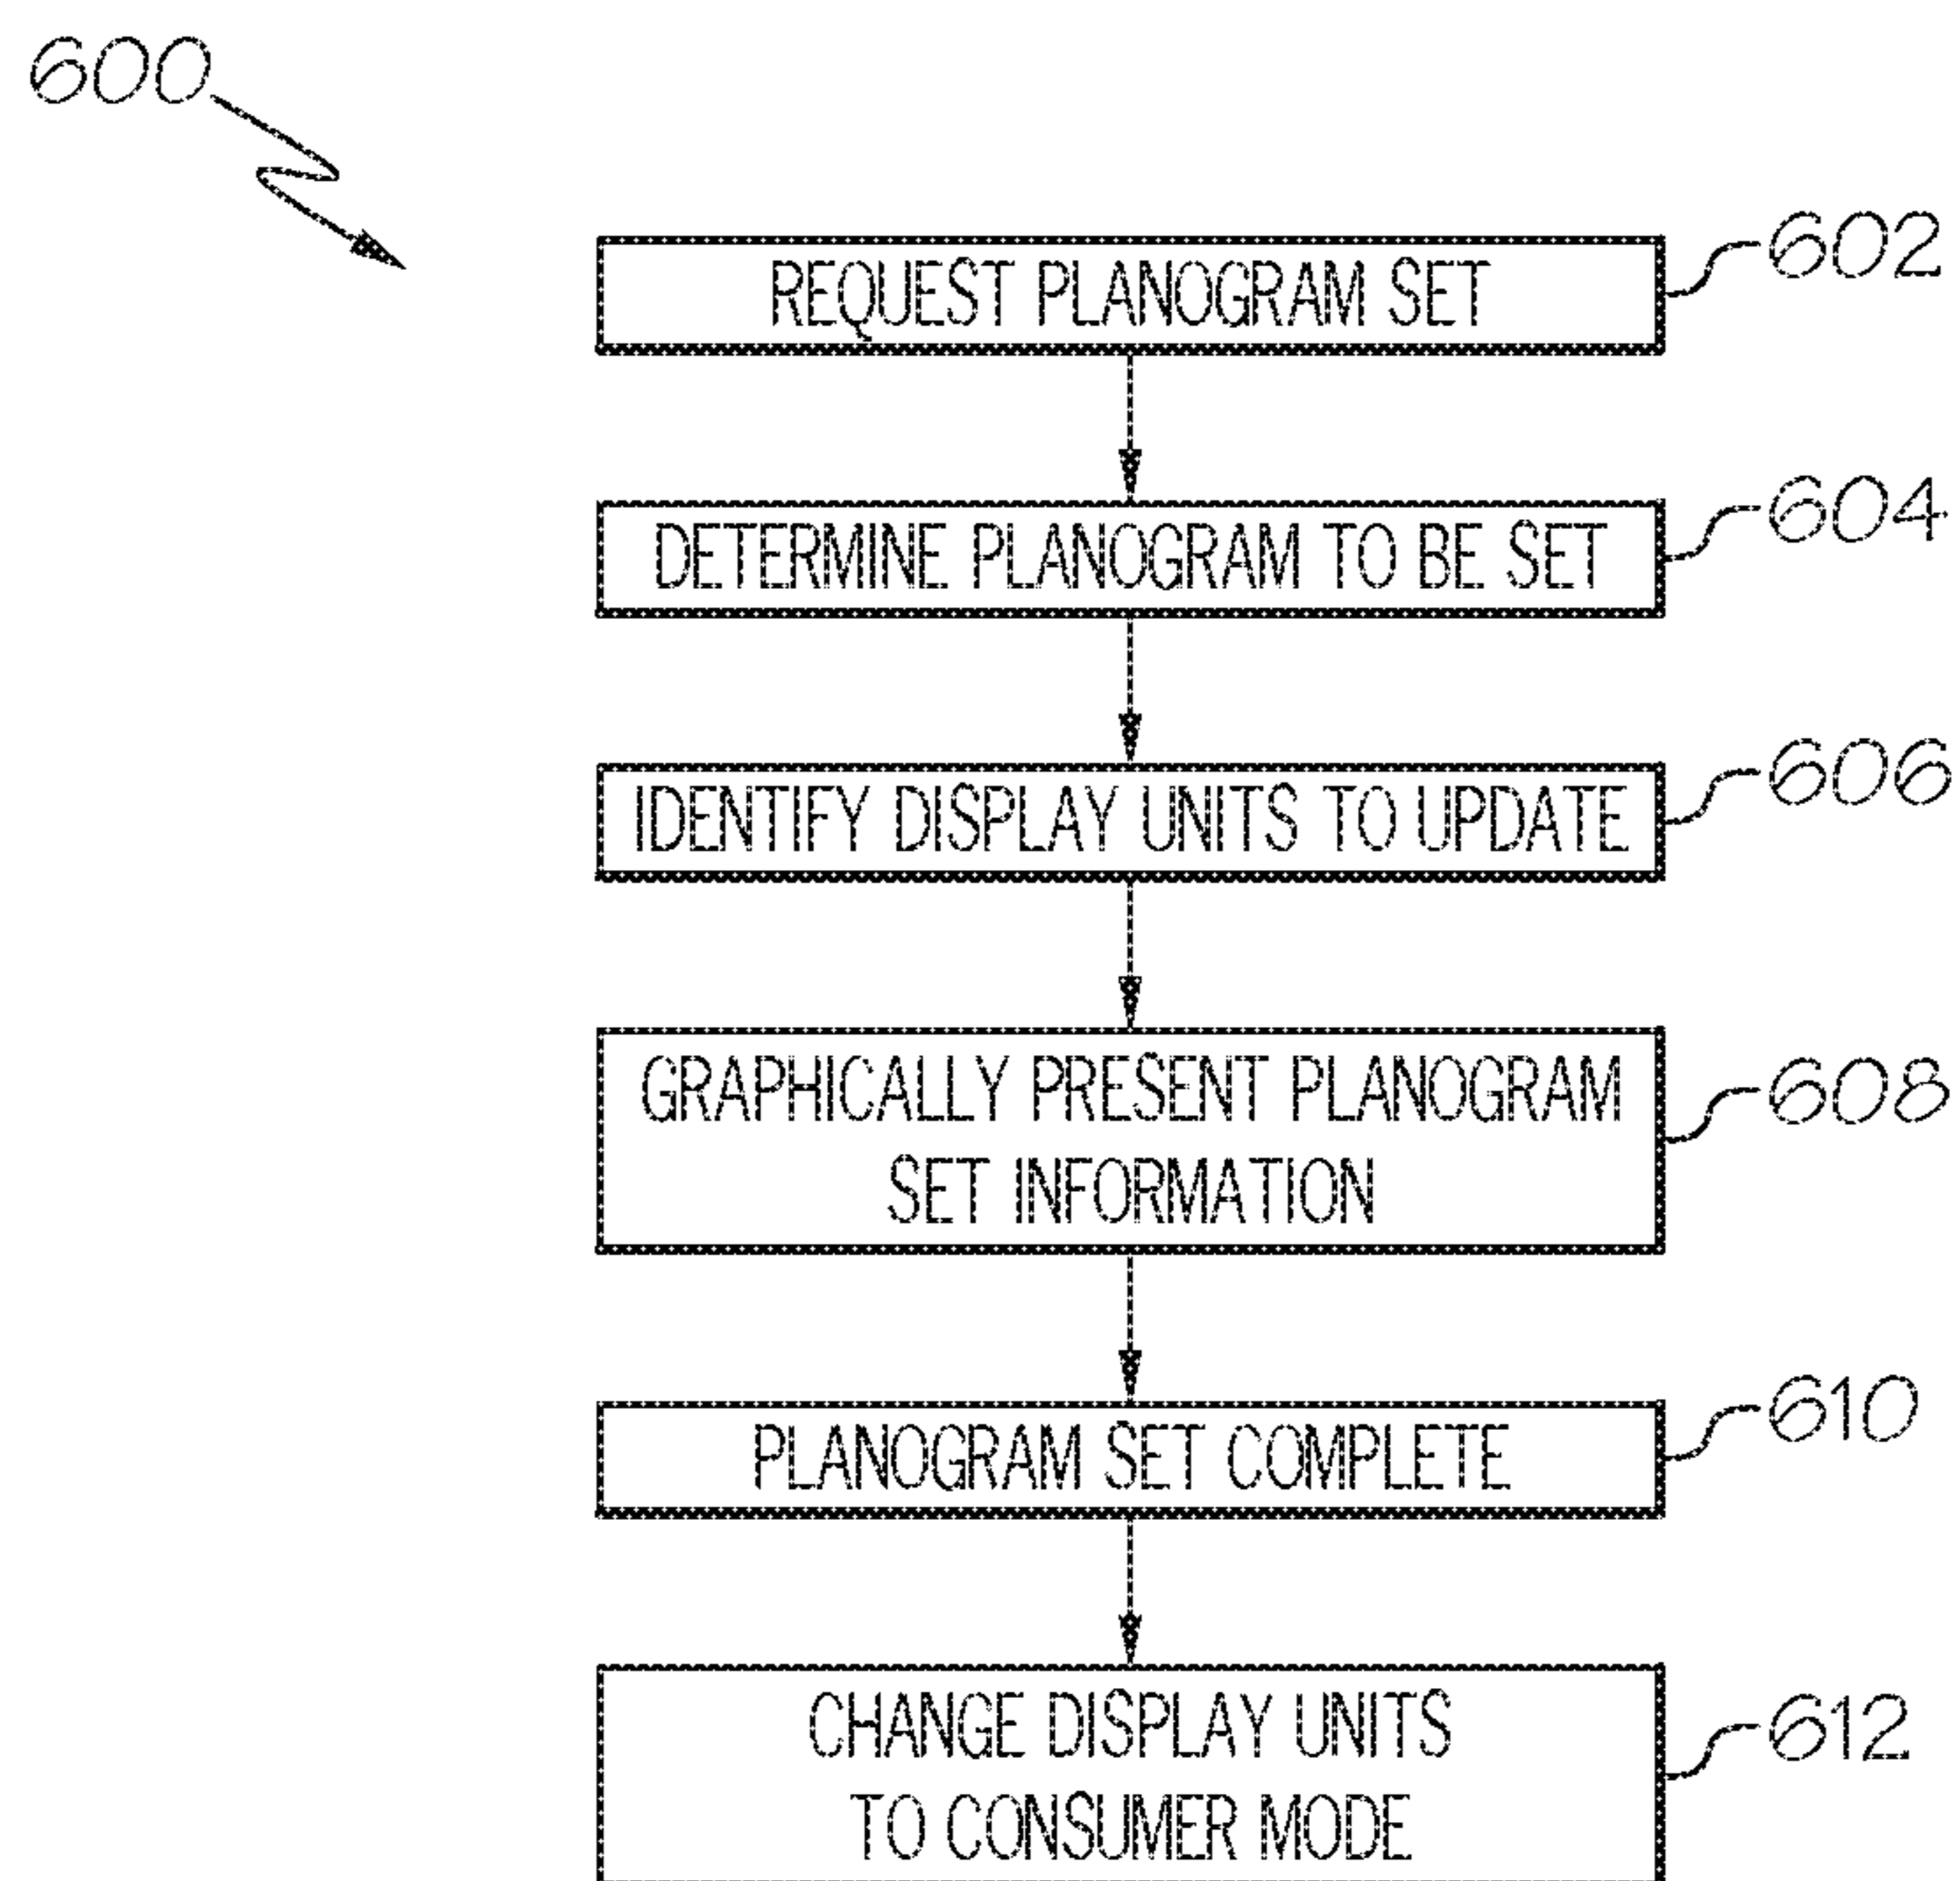 600
REQUEST PLANOGRAM SET
602
DETERMINE PLANOGRAM TO BE SET
604
IDENTIFY DISPLAY UNITS TO UPDATE
606
GRAPHICALLY PRESENT PLANOGRAM
SET INFORMATION
608
PLANOGRAM SET COMPLETE
610
CHANGE DISPLAY UNITS
TO CONSUMER MODE
612